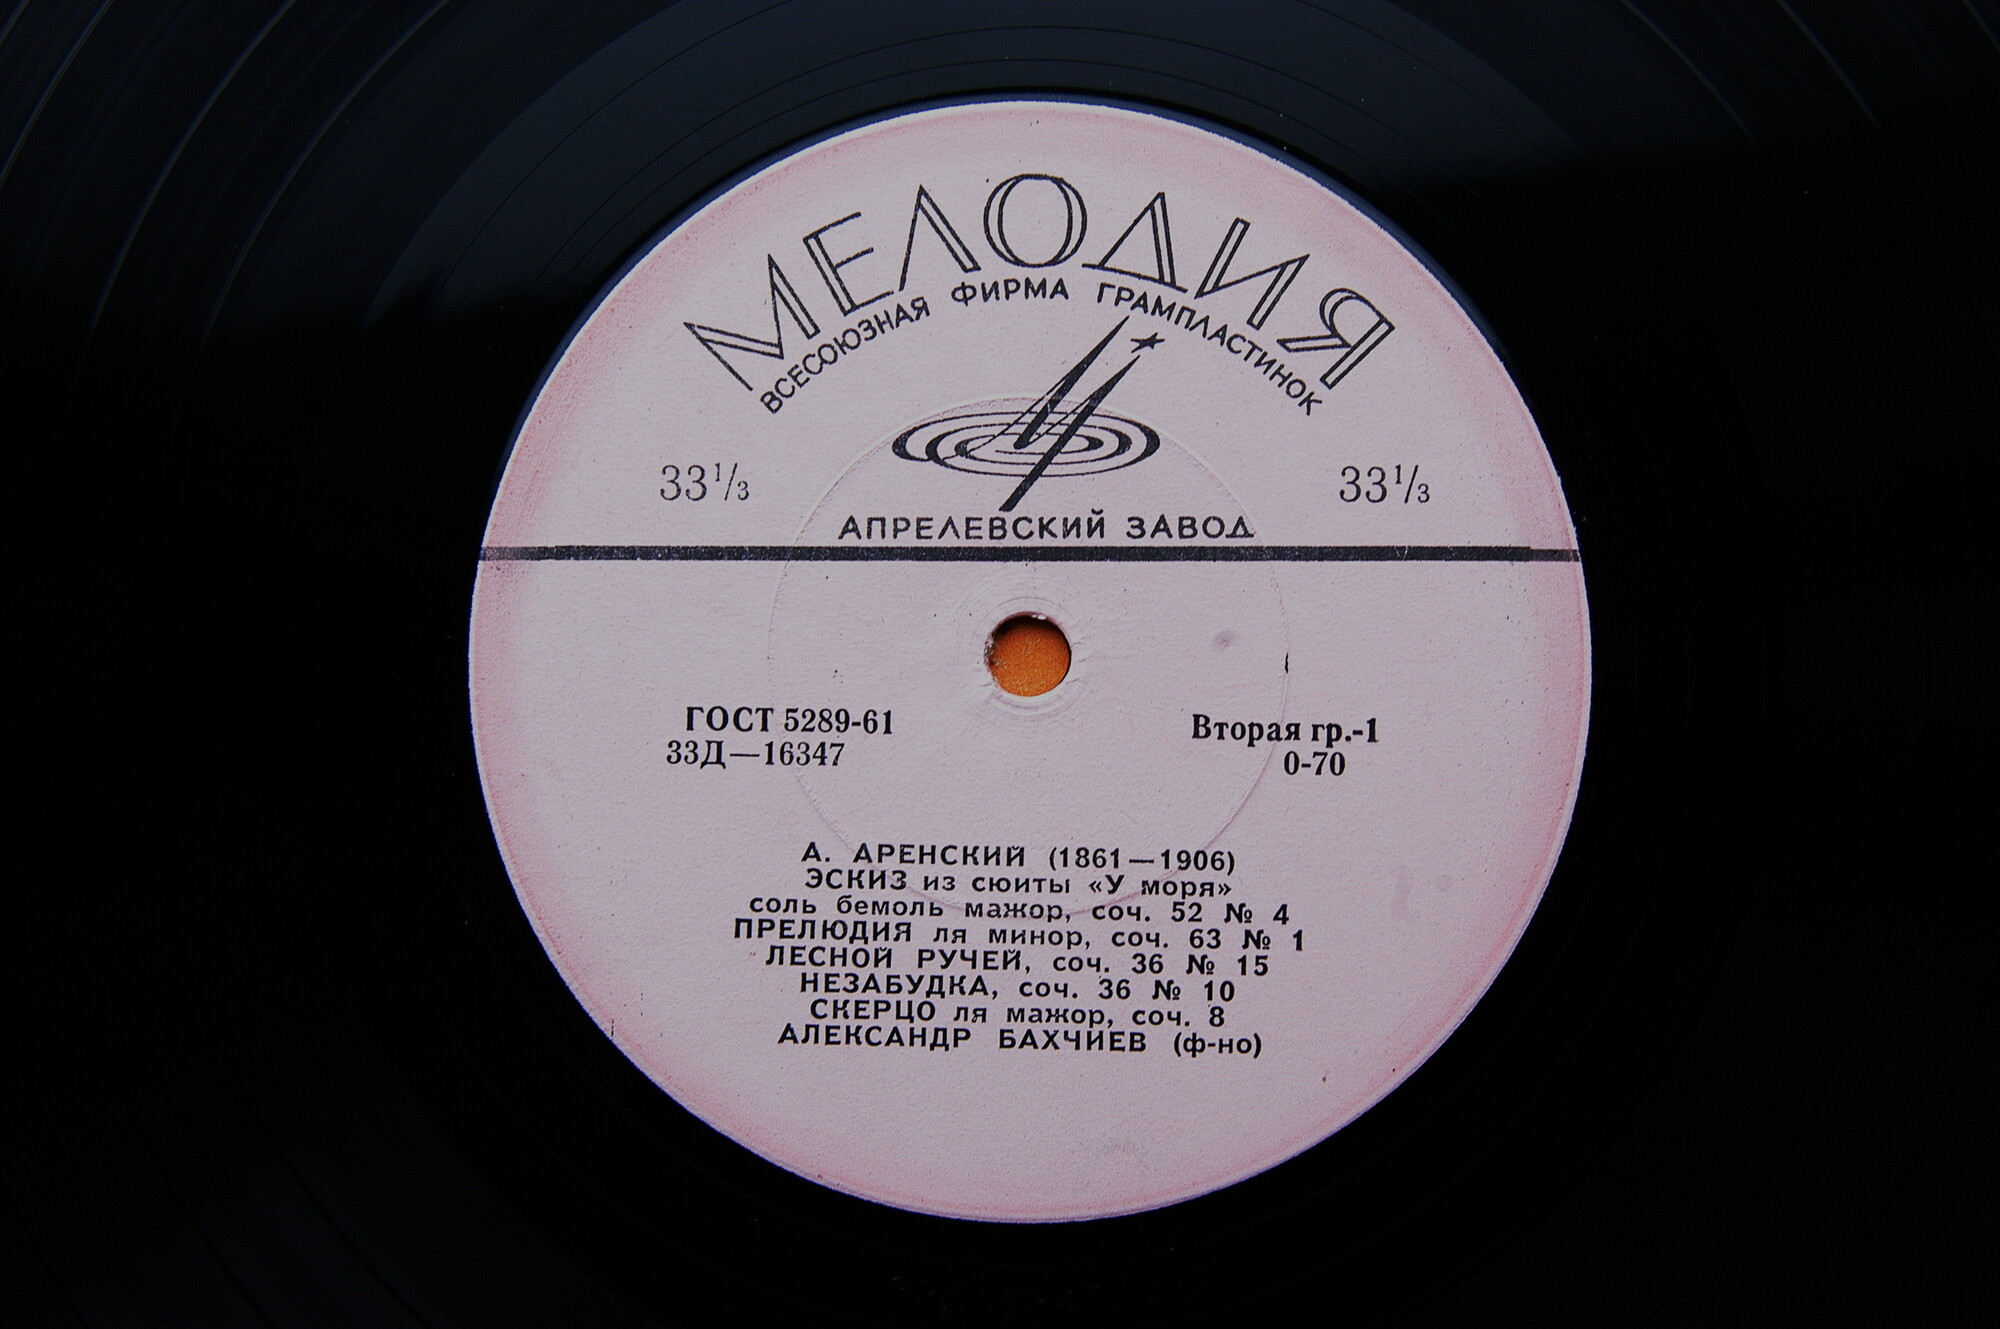 МЕЛОДИЯ
ВСЕСОЮЗНАЯ ФИРМА ГРАМПЛАСТИНОК
33⅓ 33⅓
АПРЕЛЕВСКИЙ ЗАВОД
ГОСТ 5289-61 Вторая гр.-1
33Д—16347 0-70
А. АРЕНСКИЙ (1861—1906)
ЭСКИЗ из сюиты «У моря»
соль бемоль мажор, соч. 52 № 4
ПРЕЛЮДИЯ ля минор, соч. 63 № 1
ЛЕСНОЙ РУЧЕЙ, соч. 36 № 15
НЕЗАБУДКА, соч. 36 № 10
СКЕРЦО ля мажор, соч. 8
АЛЕКСАНДР БАХЧИЕВ (ф-но)